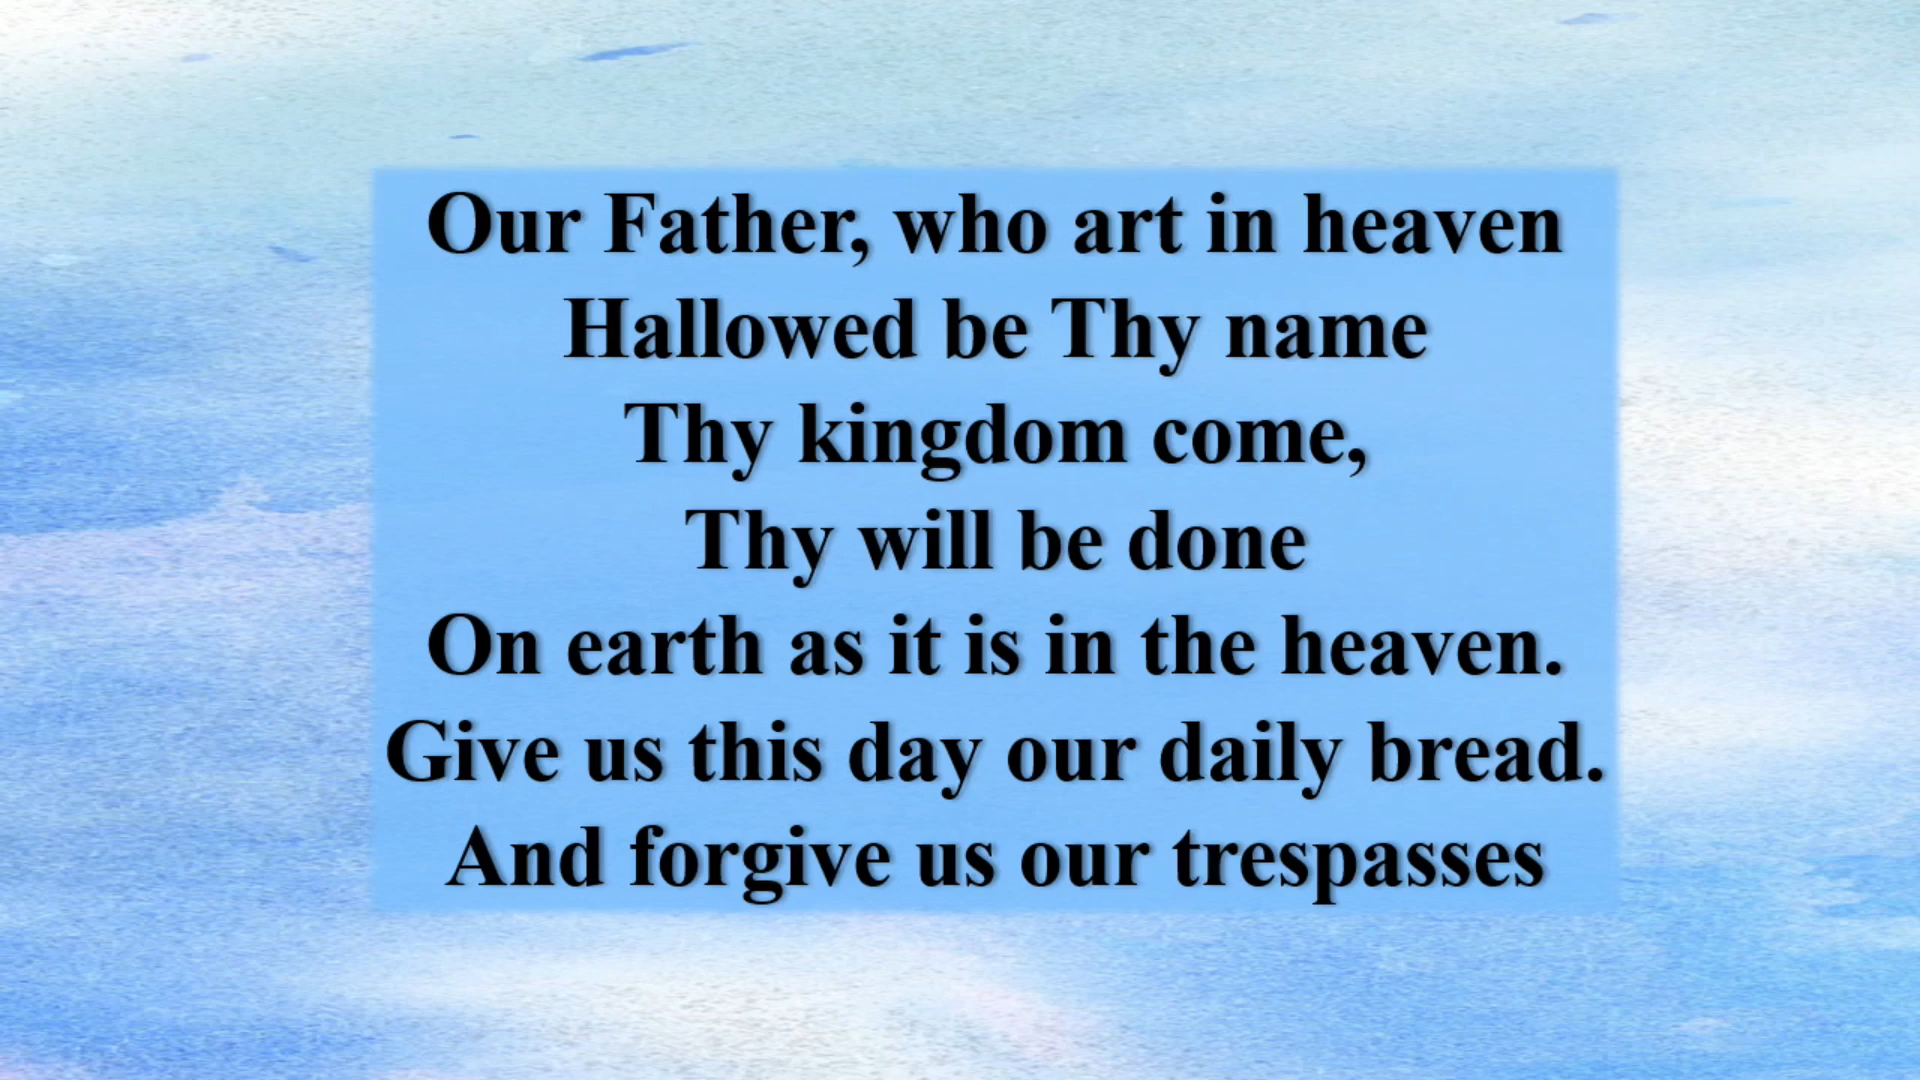 Our Father, who art in heaven
Hallowed be Thy name
Thy kingdom come,
Thy will be done
On earth as it is in the heaven.
Give us this day our daily bread.
And forgive us our trespasses